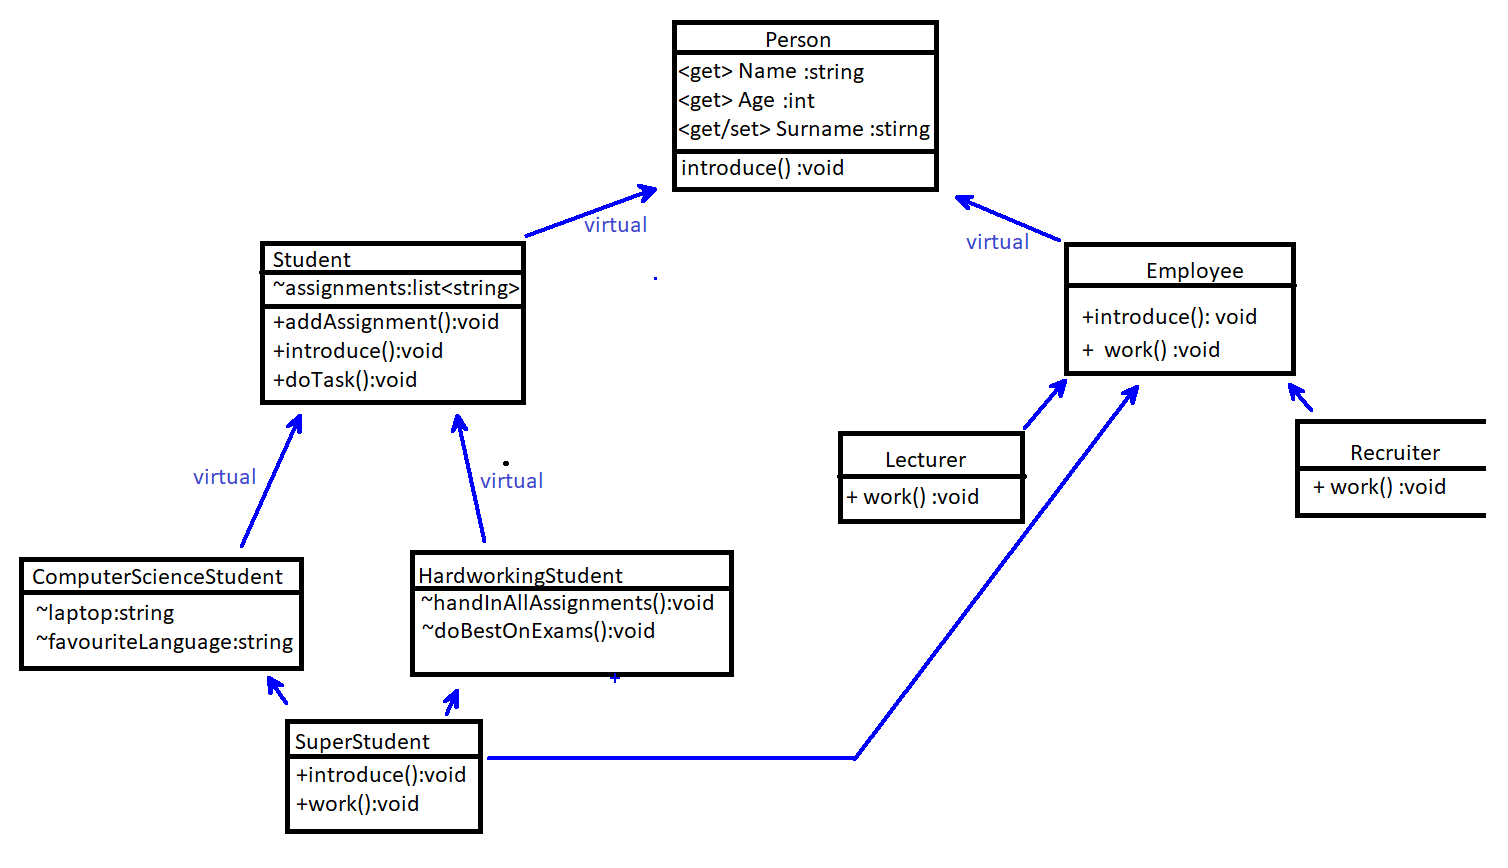 Person
<get> Name :string
<get> Age :int
<get/set> Surname :stirng
introduce() :void
virtual
virtual
Student
~assignments:list<string>
+addAssignment():void
+introduce():void
+doTask():void
Employee
+introduce(): void
+ work() :void
virtual
virtual
Lecturer
+ work() :void
Recruiter
+ work() :void
ComputerScienceStudent
~laptop:string
~favouriteLanguage:string
HardworkingStudent
~handInAllAssignments():void
~doBestOnExams():void
SuperStudent
+introduce():void
+work():void